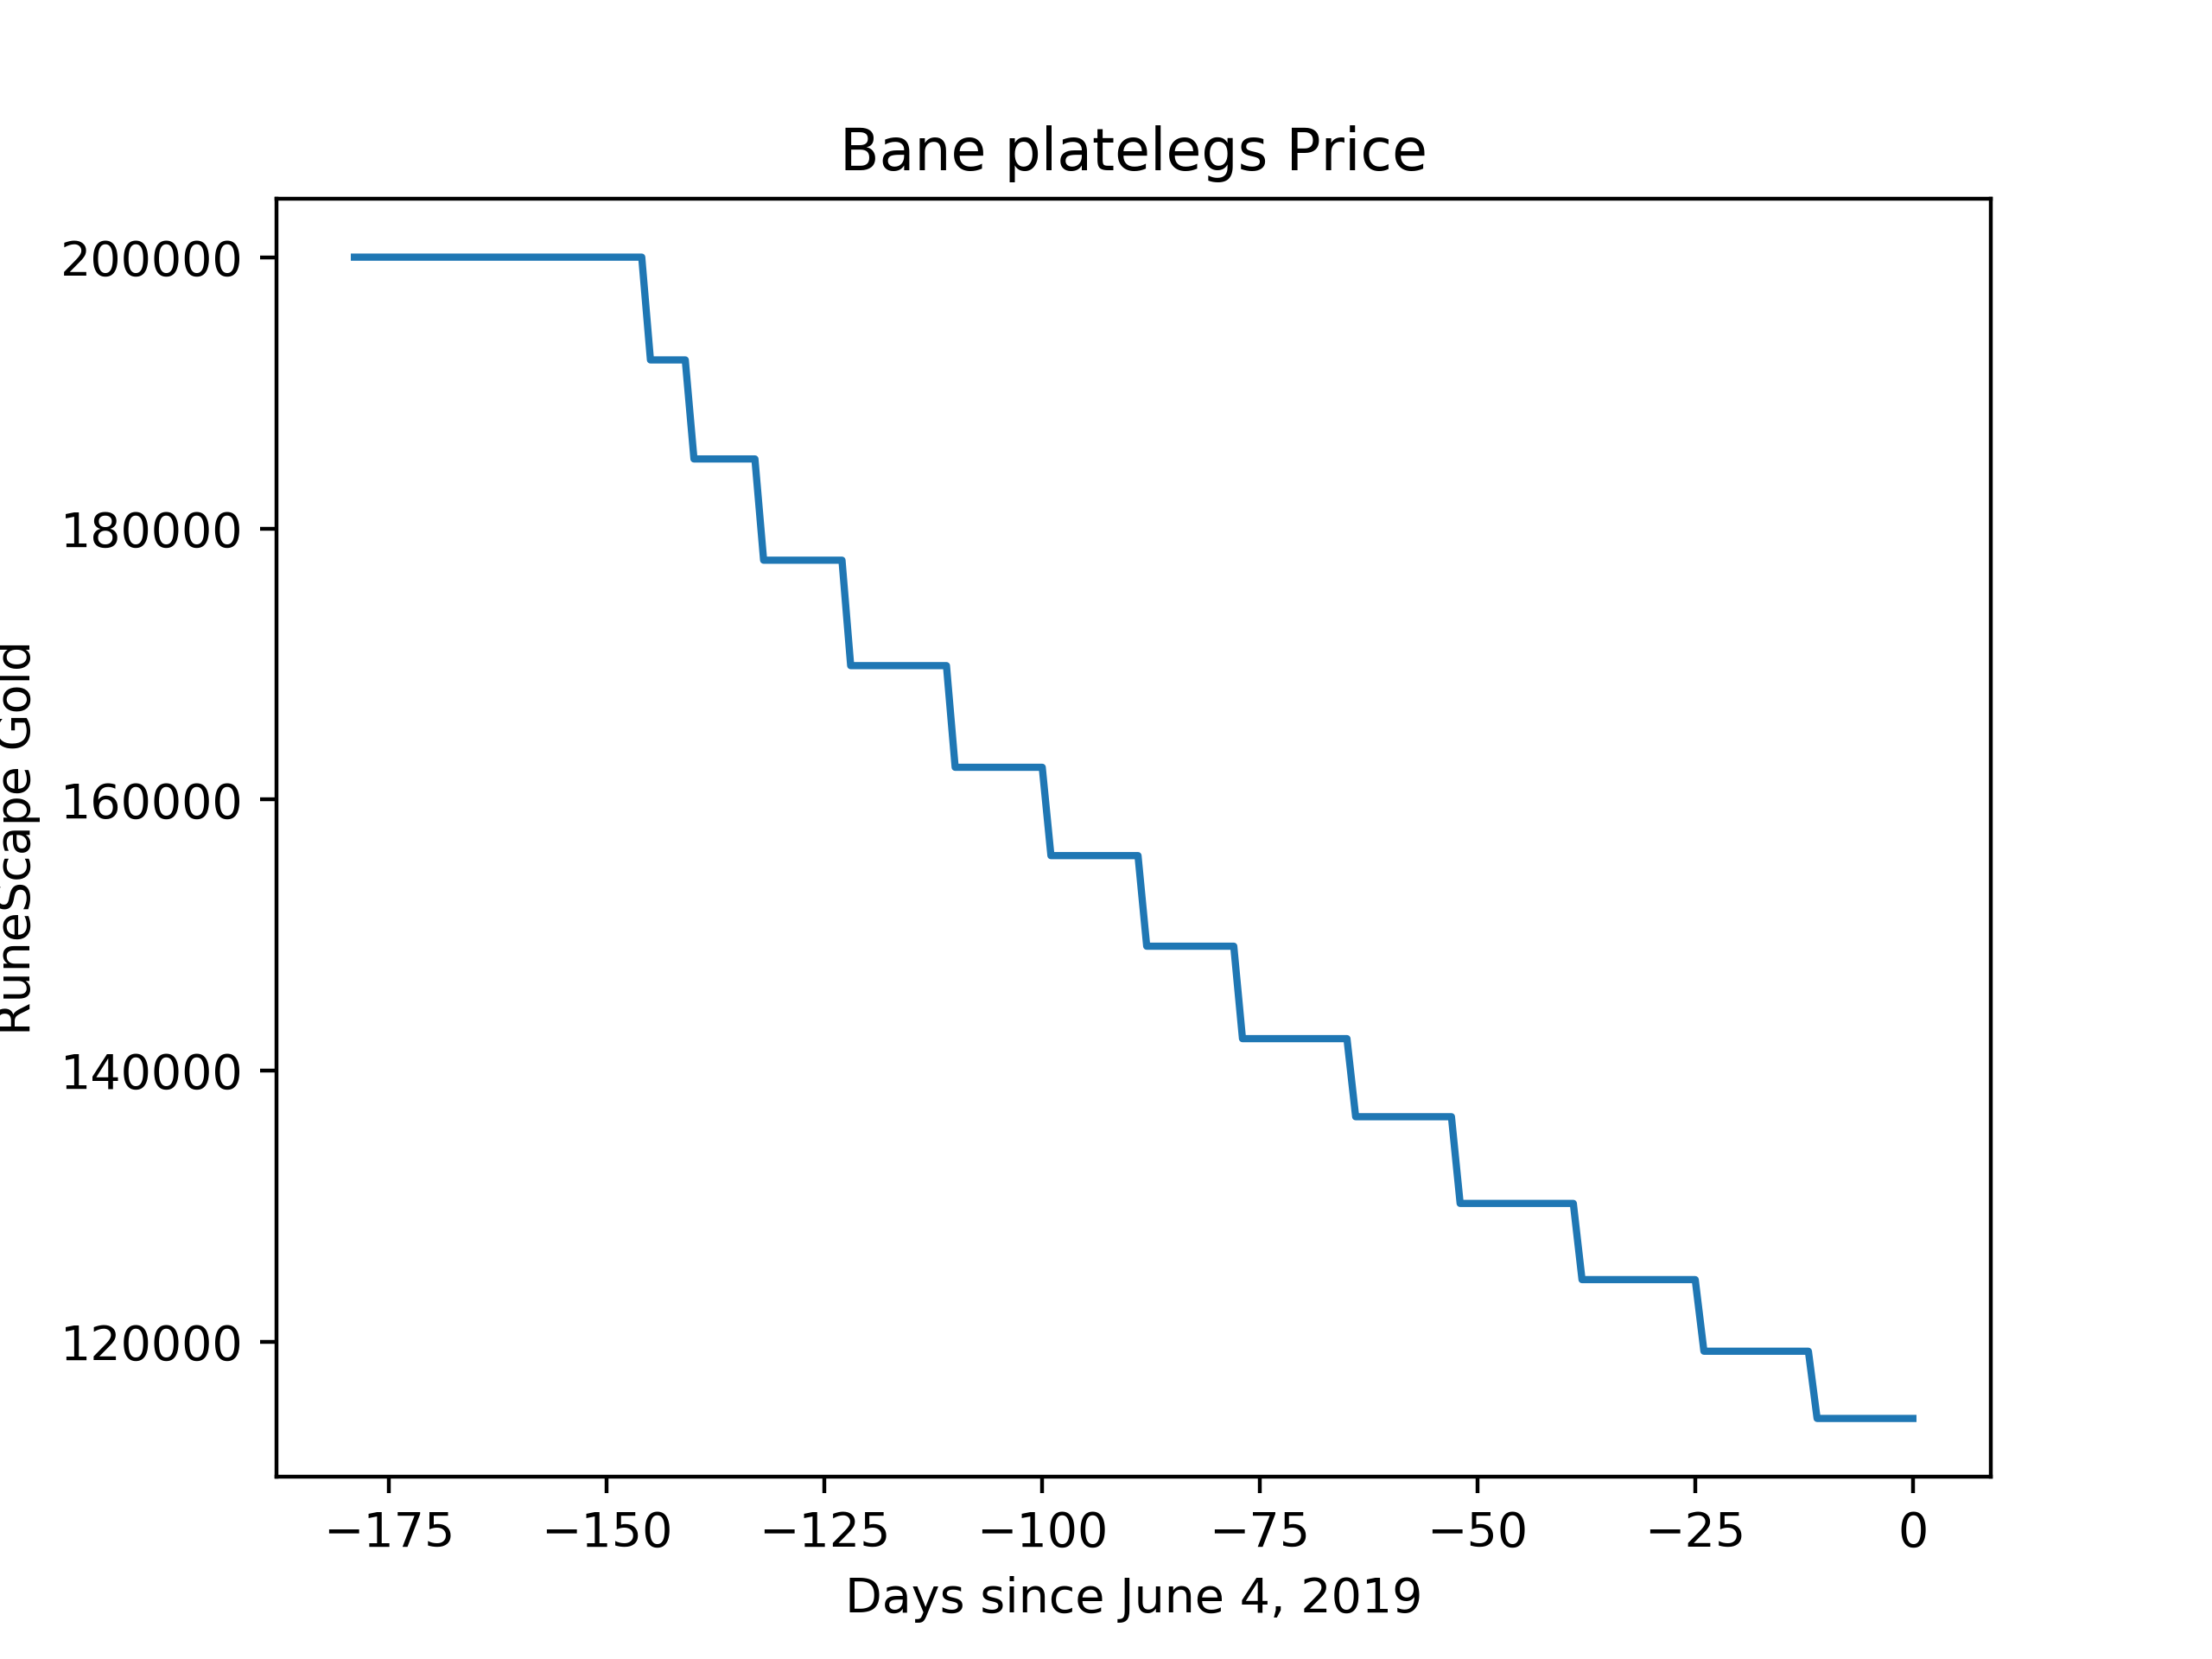 Bane platelegs Price
200000
180000
160000
140000
120000
RuneScape Gold
−175 −150 −125 −100 −75 −50 −25 0
Days since June 4, 2019